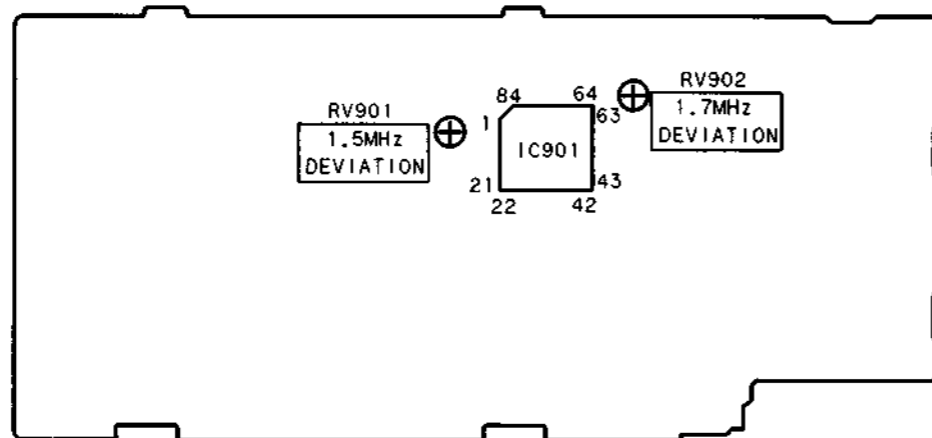 RV901
1.5MHz
DEVIATION
84
64
1
63
IC901
21
43
22
42
RV902
1.7MHz
DEVIATION